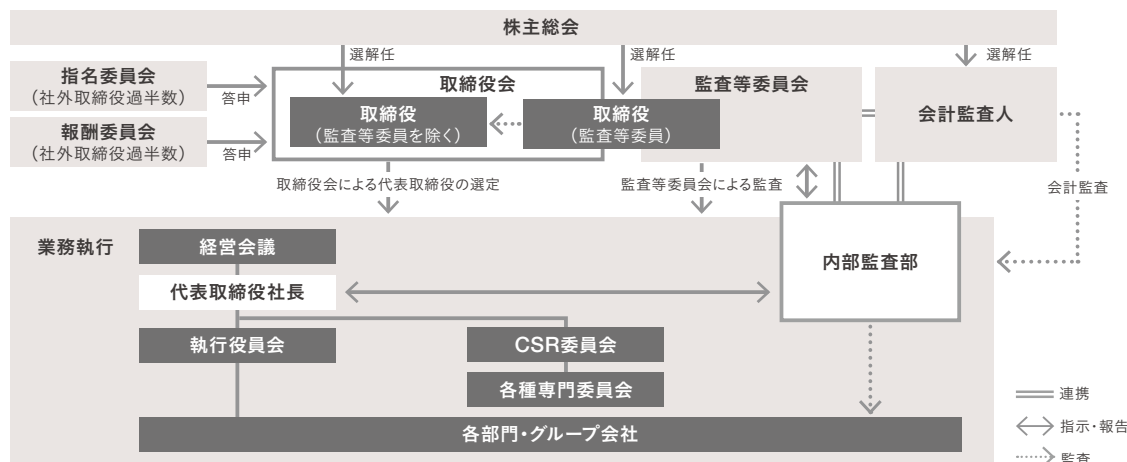 株主総会
選解任
選解任
選解任
指名委員会
（社外取締役過半数）
答申
報酬委員会
（社外取締役過半数）
答申
取締役会
取締役
（監査等委員を除く）
監査等委員会
取締役
（監査等委員）
会計監査人
取締役会による代表取締役の選定
監査等委員会による監査
会計監査
業務執行
経営会議
代表取締役社長
内部監査部
執行役員会
CSR委員会
各種専門委員会
各部門・グループ会社
連携
指示・報告
監査